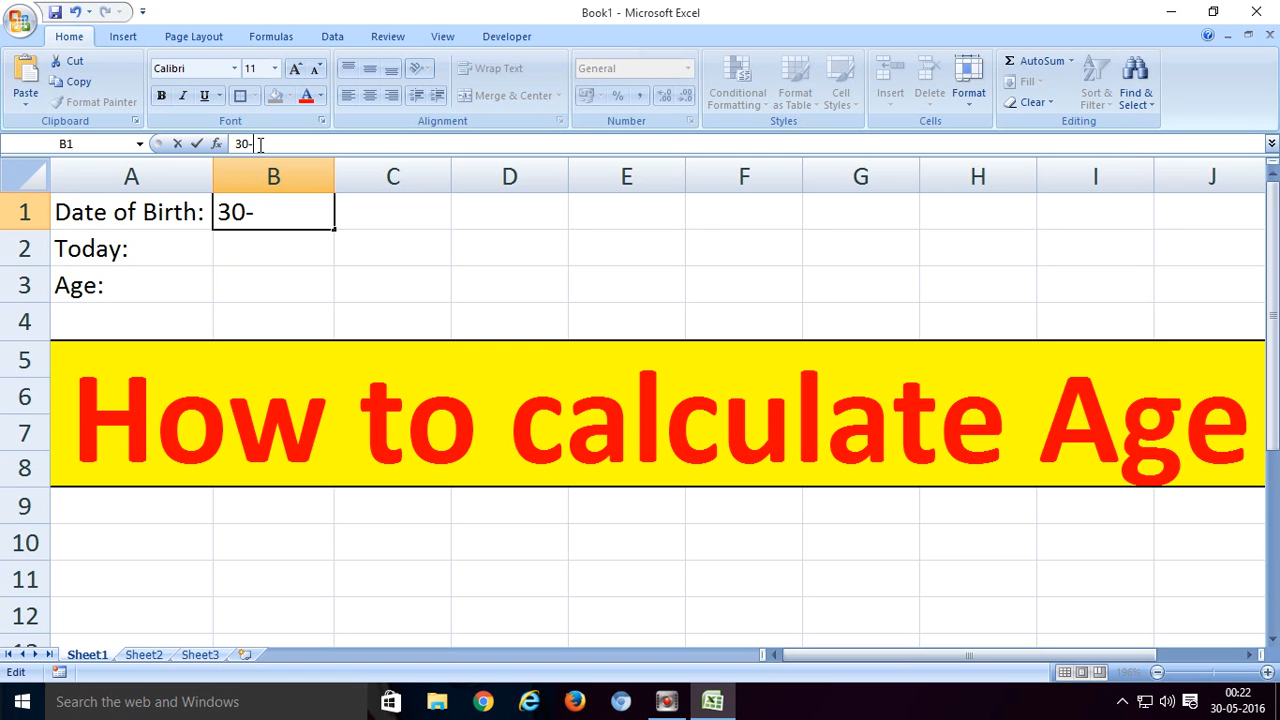 Book1 - Microsoft Excel
Home Insert Page Layout Formulas Data Review View Developer
Paste
Cut
Copy
Format Painter
Clipboard
Calibri 11
A A
B I U A
Font
Wrap Text
Merge & Center
Alignment
General
% ,
Number
Conditional Formatting
Format as Table
Cell Styles
Styles
Insert
Delete
Format
Cells
Σ AutoSum
Fill
Clear
Sort & Filter
Find & Select
Editing
B1 fx 30-
A B C D E F G H I J
1 Date of Birth: 30-
2 Today:
3 Age:
4
5
6
7
8
How to calculate Age
9
10
11
12
Sheet1 Sheet2 Sheet3
Edit 196%
Search the web and Windows
00:22
30-05-2016